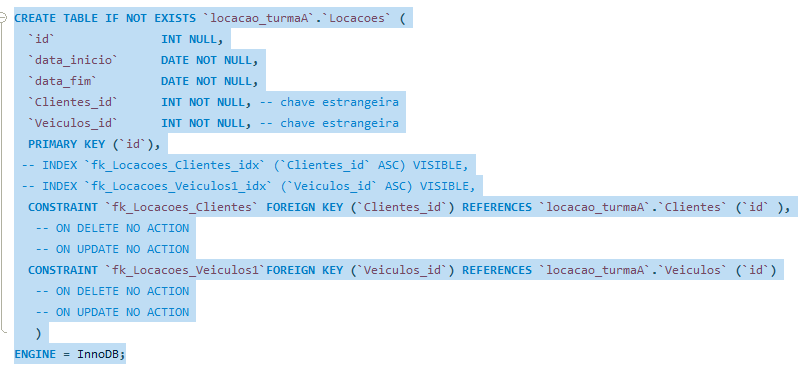 CREATE TABLE IF NOT EXISTS `locacao_turmaA`.`Locacoes` (
`id` INT NULL,
`data_inicio` DATE NOT NULL,
`data_fim` DATE NOT NULL,
`Clientes_id` INT NOT NULL, -- chave estrangeira
`Veiculos_id` INT NOT NULL, -- chave estrangeira
PRIMARY KEY (`id`),
-- INDEX `fk_Locacoes_Clientes_idx` (`Clientes_id` ASC) VISIBLE,
-- INDEX `fk_Locacoes_Veiculos1_idx` (`Veiculos_id` ASC) VISIBLE,
CONSTRAINT `fk_Locacoes_Clientes` FOREIGN KEY (`Clientes_id`) REFERENCES `locacao_turmaA`.`Clientes` (`id` ),
-- ON DELETE NO ACTION
-- ON UPDATE NO ACTION
CONSTRAINT `fk_Locacoes_Veiculos1`FOREIGN KEY (`Veiculos_id`) REFERENCES `locacao_turmaA`.`Veiculos` (`id`)
-- ON DELETE NO ACTION
-- ON UPDATE NO ACTION
)
ENGINE = InnoDB;